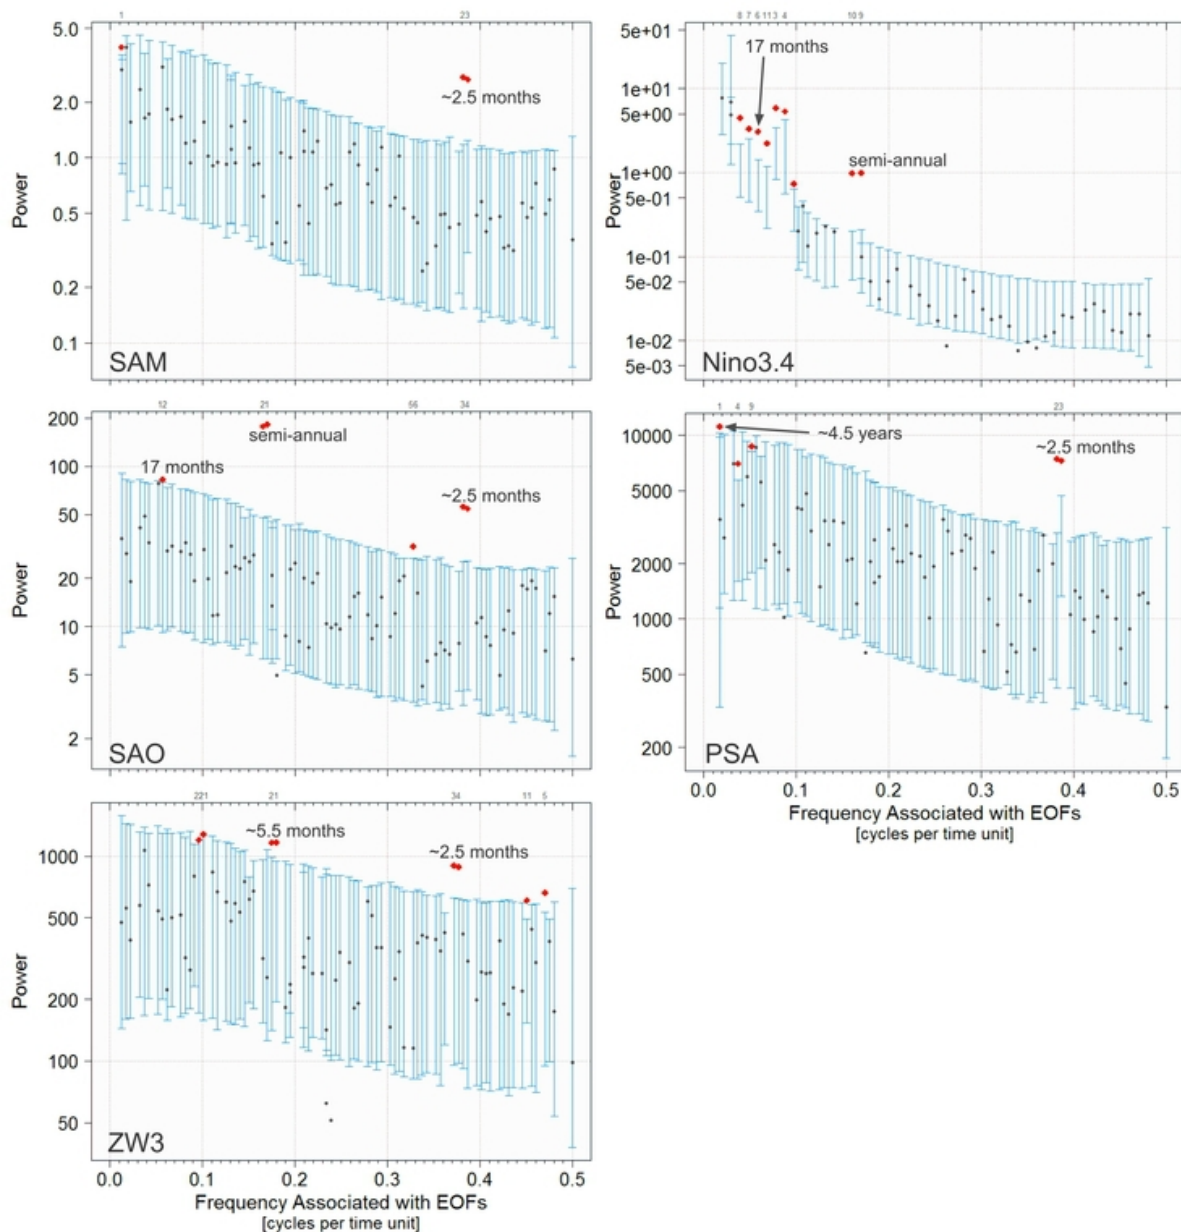 1 23
5.0
2.0
1.0
0.5
0.2
0.1
Power
~2.5 months
SAM
8 7 6 11 3 4 10 9
5e+01
1e+01
5e+00
1e+00
5e-01
1e-01
5e-02
1e-02
5e-03
Power
17 months
semi-annual
Nino3.4
12 21 56 34
200
100
50
20
10
5
2
Power
semi-annual
17 months
~2.5 months
SAO
1 4 9 23
10000
5000
2000
1000
500
200
Power
~4.5 years
~2.5 months
PSA
0.0 0.1 0.2 0.3 0.4 0.5
Frequency Associated with EOFs
[cycles per time unit]
221 21 34 11 5
1000
500
200
100
50
Power
~5.5 months
~2.5 months
ZW3
0.0 0.1 0.2 0.3 0.4 0.5
Frequency Associated with EOFs
[cycles per time unit]